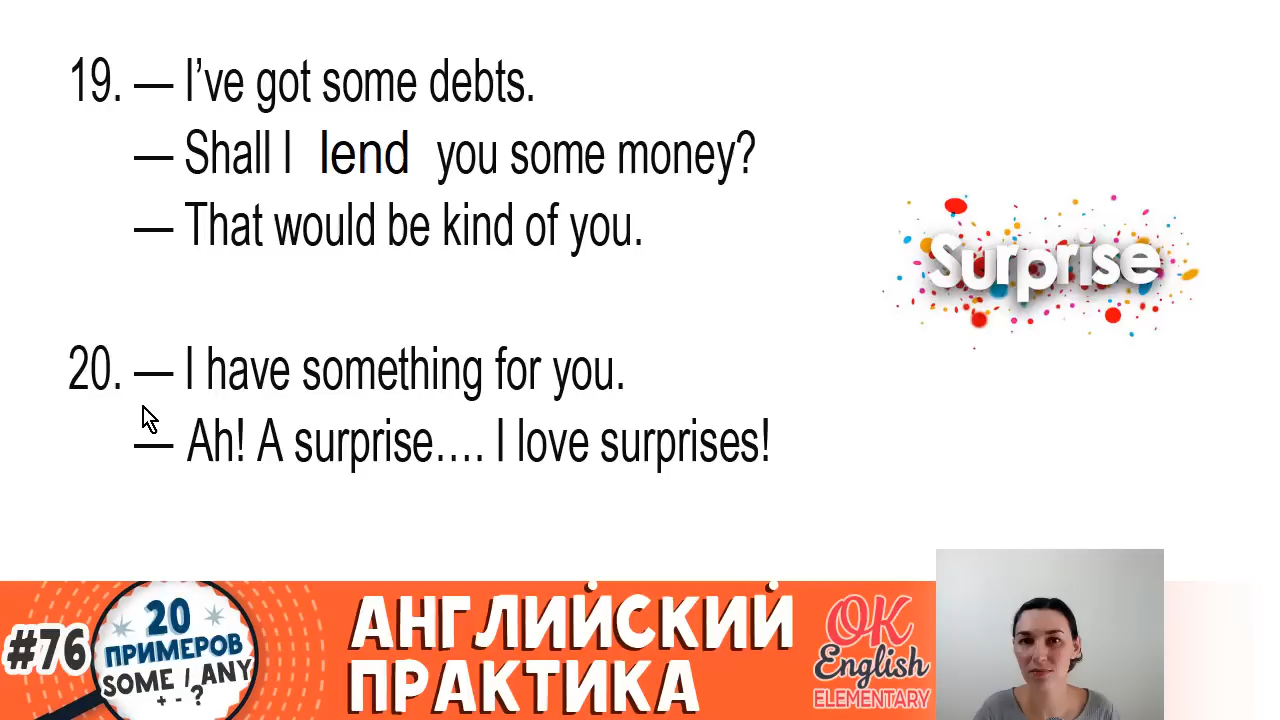 19. — I've got some debts.
— Shall I lend you some money?
— That would be kind of you.
Surprise
20. — I have something for you.
— Ah! A surprise.... I love surprises!
#76
20
ПРИМЕРОВ
SOME / ANY
+ - ?
АНГЛИЙСКИЙ
ПРАКТИКА
OK
English
ELEMENTARY